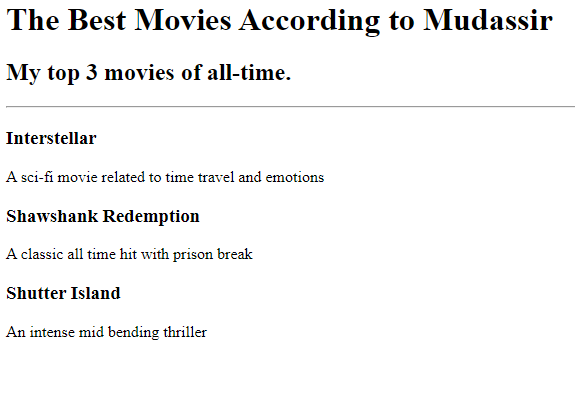 The Best Movies According to Mudassir
My top 3 movies of all-time.
Interstellar
A sci-fi movie related to time travel and emotions
Shawshank Redemption
A classic all time hit with prison break
Shutter Island
An intense mid bending thriller